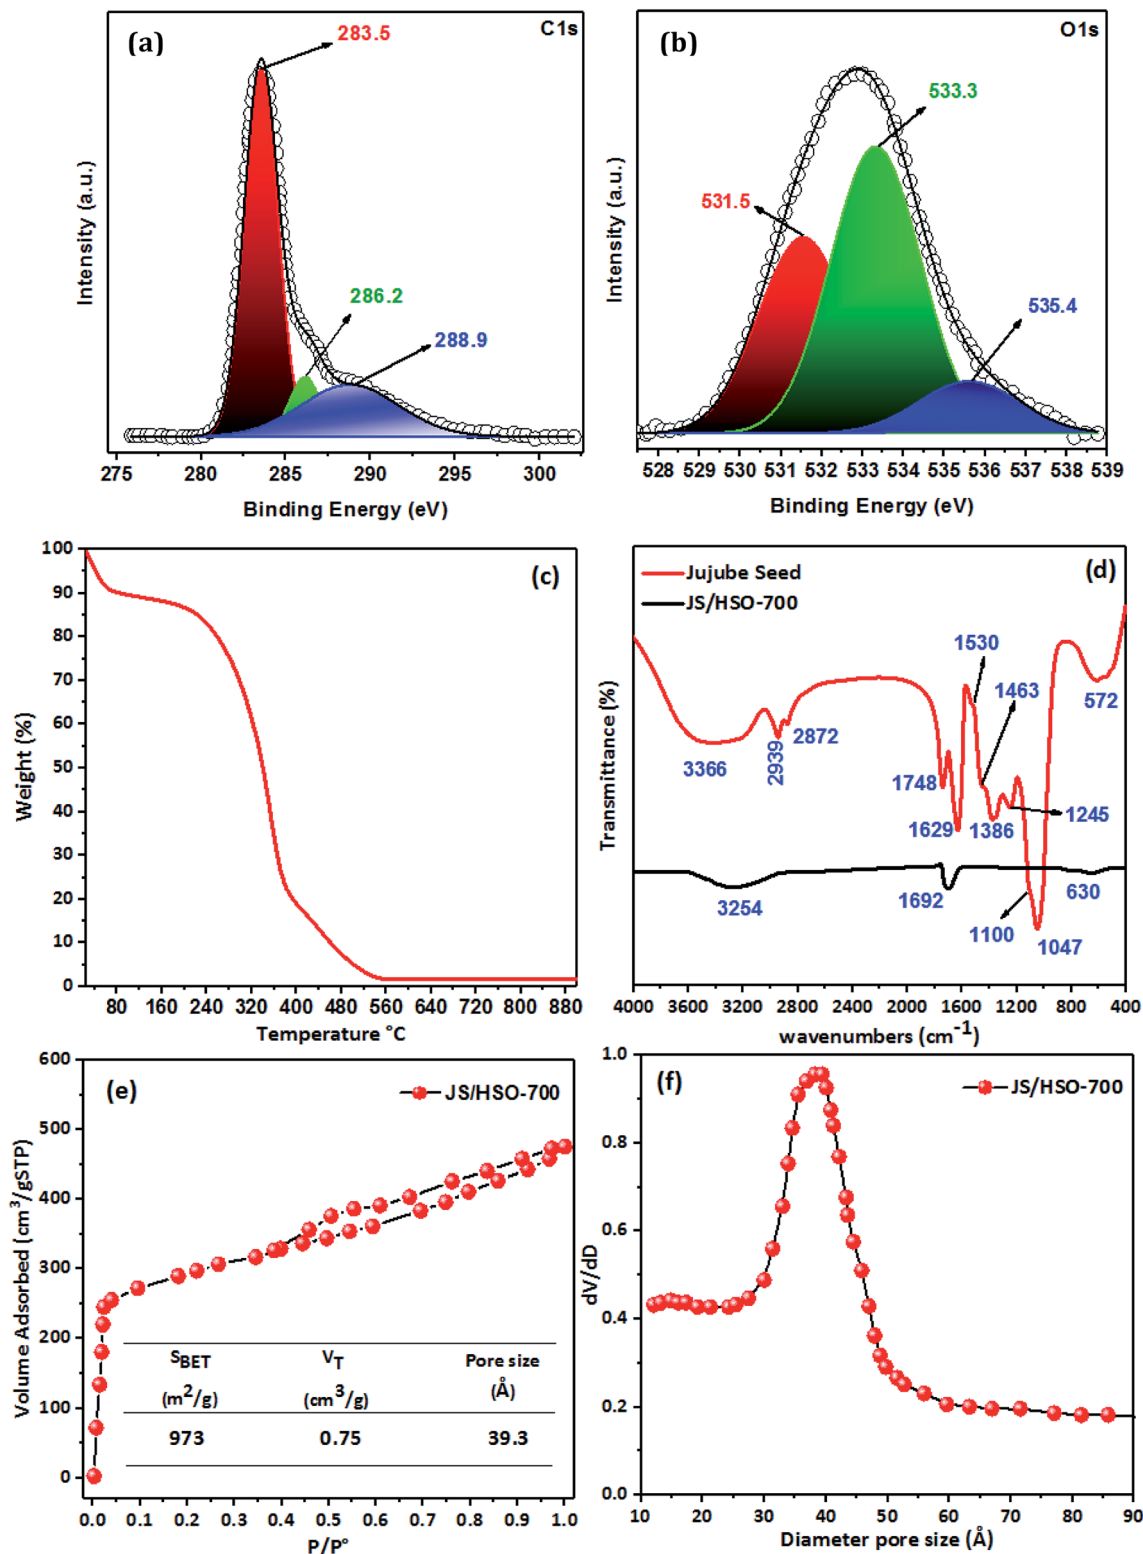 (a)
C1s
283.5
286.2
288.9
Intensity (a.u.)
275 280 285 290 295 300
Binding Energy (eV)
(b)
O1s
533.3
531.5
535.4
Intensity (a.u.)
528 529 530 531 532 533 534 535 536 537 538 539
Binding Energy (eV)
(c)
100
90
80
70
60
50
40
30
20
10
0
Weight (%)
80 160 240 320 400 480 560 640 720 800 880
Temperature °C
(d)
Jujube Seed
JS/HSO-700
1530
1463
572
3366
2939
2872
1748
1629
1386
1245
3254
1692
630
1100
1047
Transmittance (%)
4000 3200 2400 2000 1600 1200 800 400
wavenumbers (cm⁻¹)
(e)
JS/HSO-700
600
500
400
300
200
100
0
Volume Adsorbed (cm³/gSTP)
S_BET V_T Pore size
(m²/g) (cm³/g) (Å)
973 0.75 39.3
0.0 0.1 0.2 0.3 0.4 0.5 0.6 0.7 0.8 0.9 1.0
P/P°
(f)
JS/HSO-700
1.0
0.8
0.6
0.4
0.2
0.0
dV/dD
10 20 30 40 50 60 70 80 90
Diameter pore size (Å)